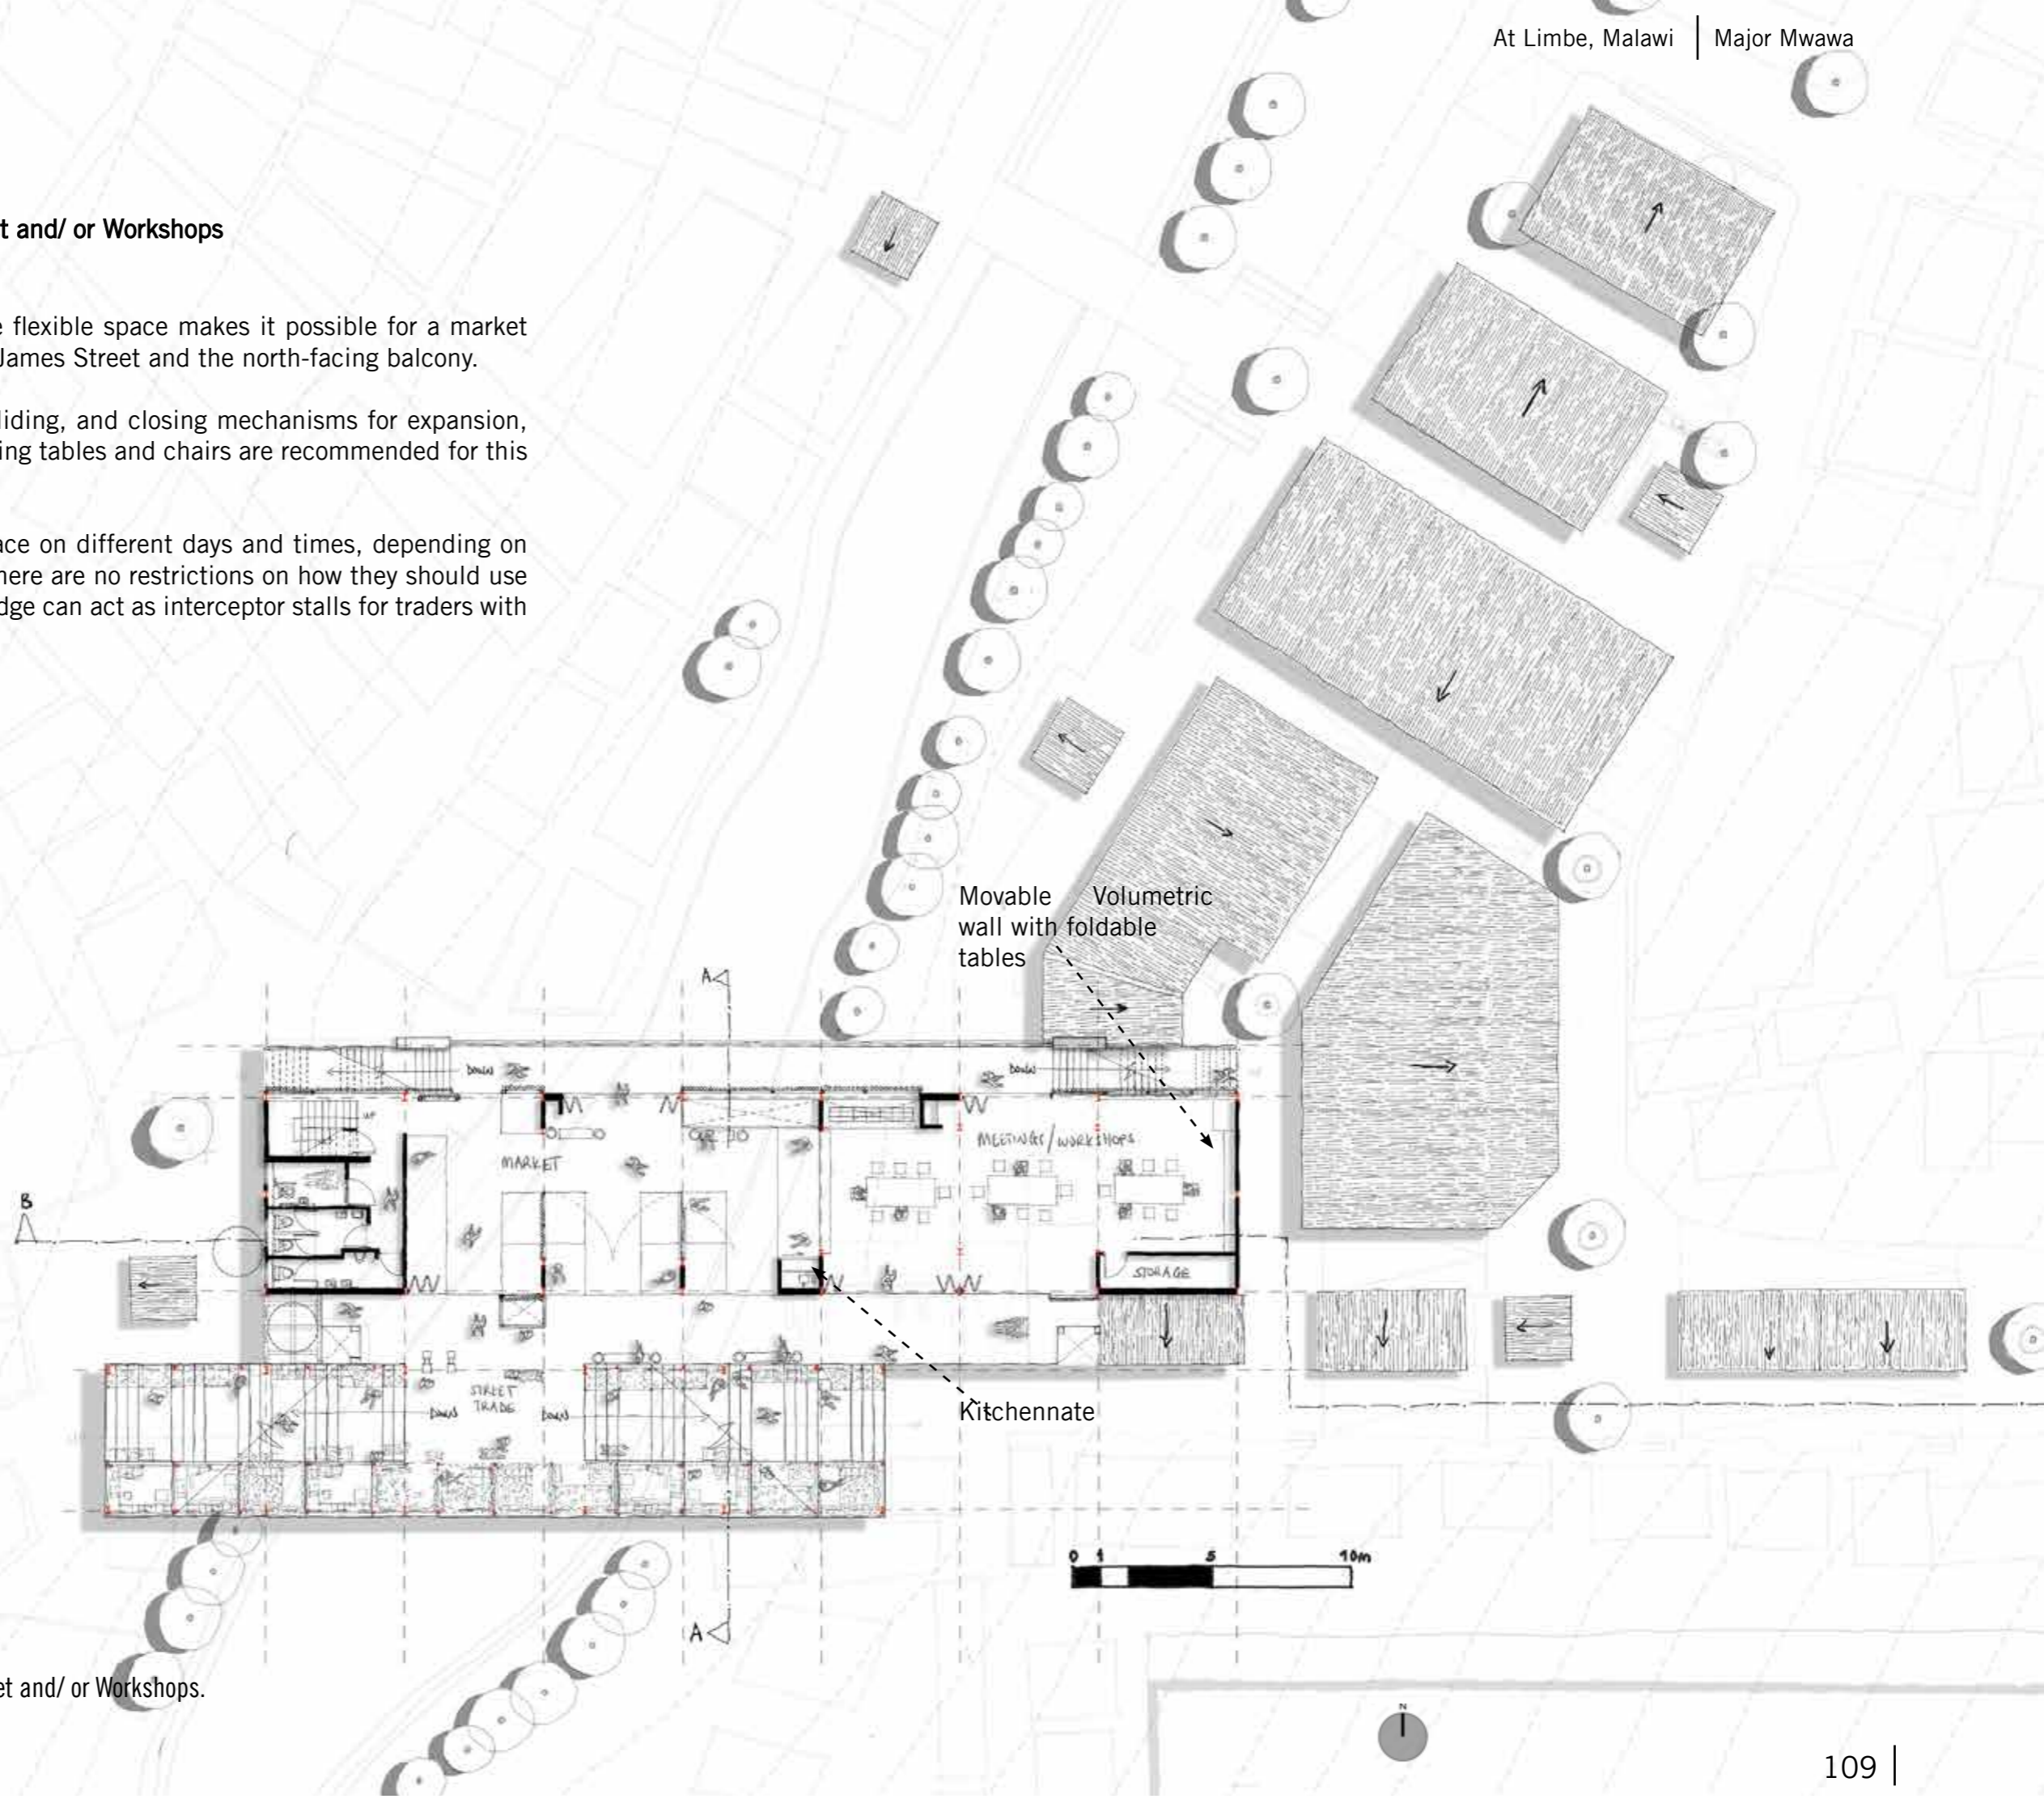 At Limbe, Malawi | Major Mwawa
t and/ or Workshops
e flexible space makes it possible for a market
James Street and the north-facing balcony.
liding, and closing mechanisms for expansion,
ing tables and chairs are recommended for this
ace on different days and times, depending on
here are no restrictions on how they should use
dge can act as interceptor stalls for traders with
Movable Volumetric
wall with foldable
tables
A
DOWN
DOWN
UP
MEETINGS/WORKSHOPS
MARKET
B
STORAGE
STREET
TRADE
DOWN
DOWN
Kitchennate
0 1 5 10m
A
et and/ or Workshops.
N
109